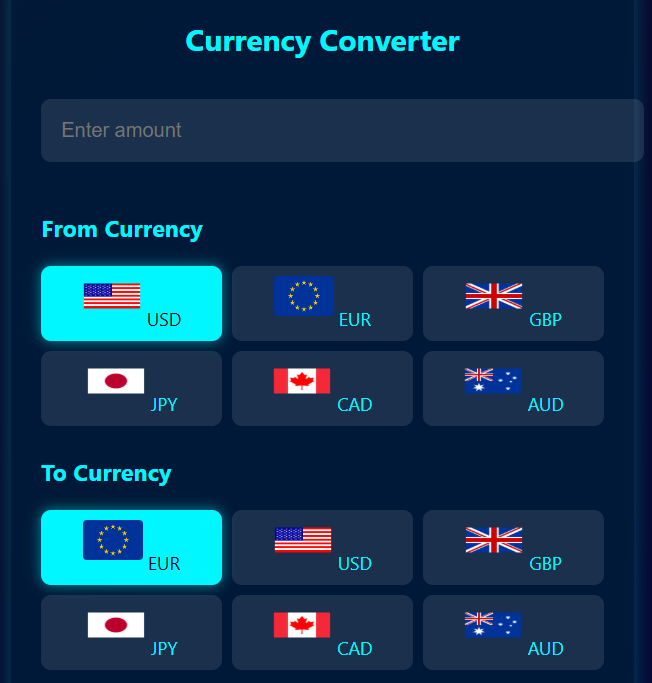 Currency Converter
Enter amount
From Currency
USD EUR GBP
JPY CAD AUD
To Currency
EUR USD GBP
JPY CAD AUD